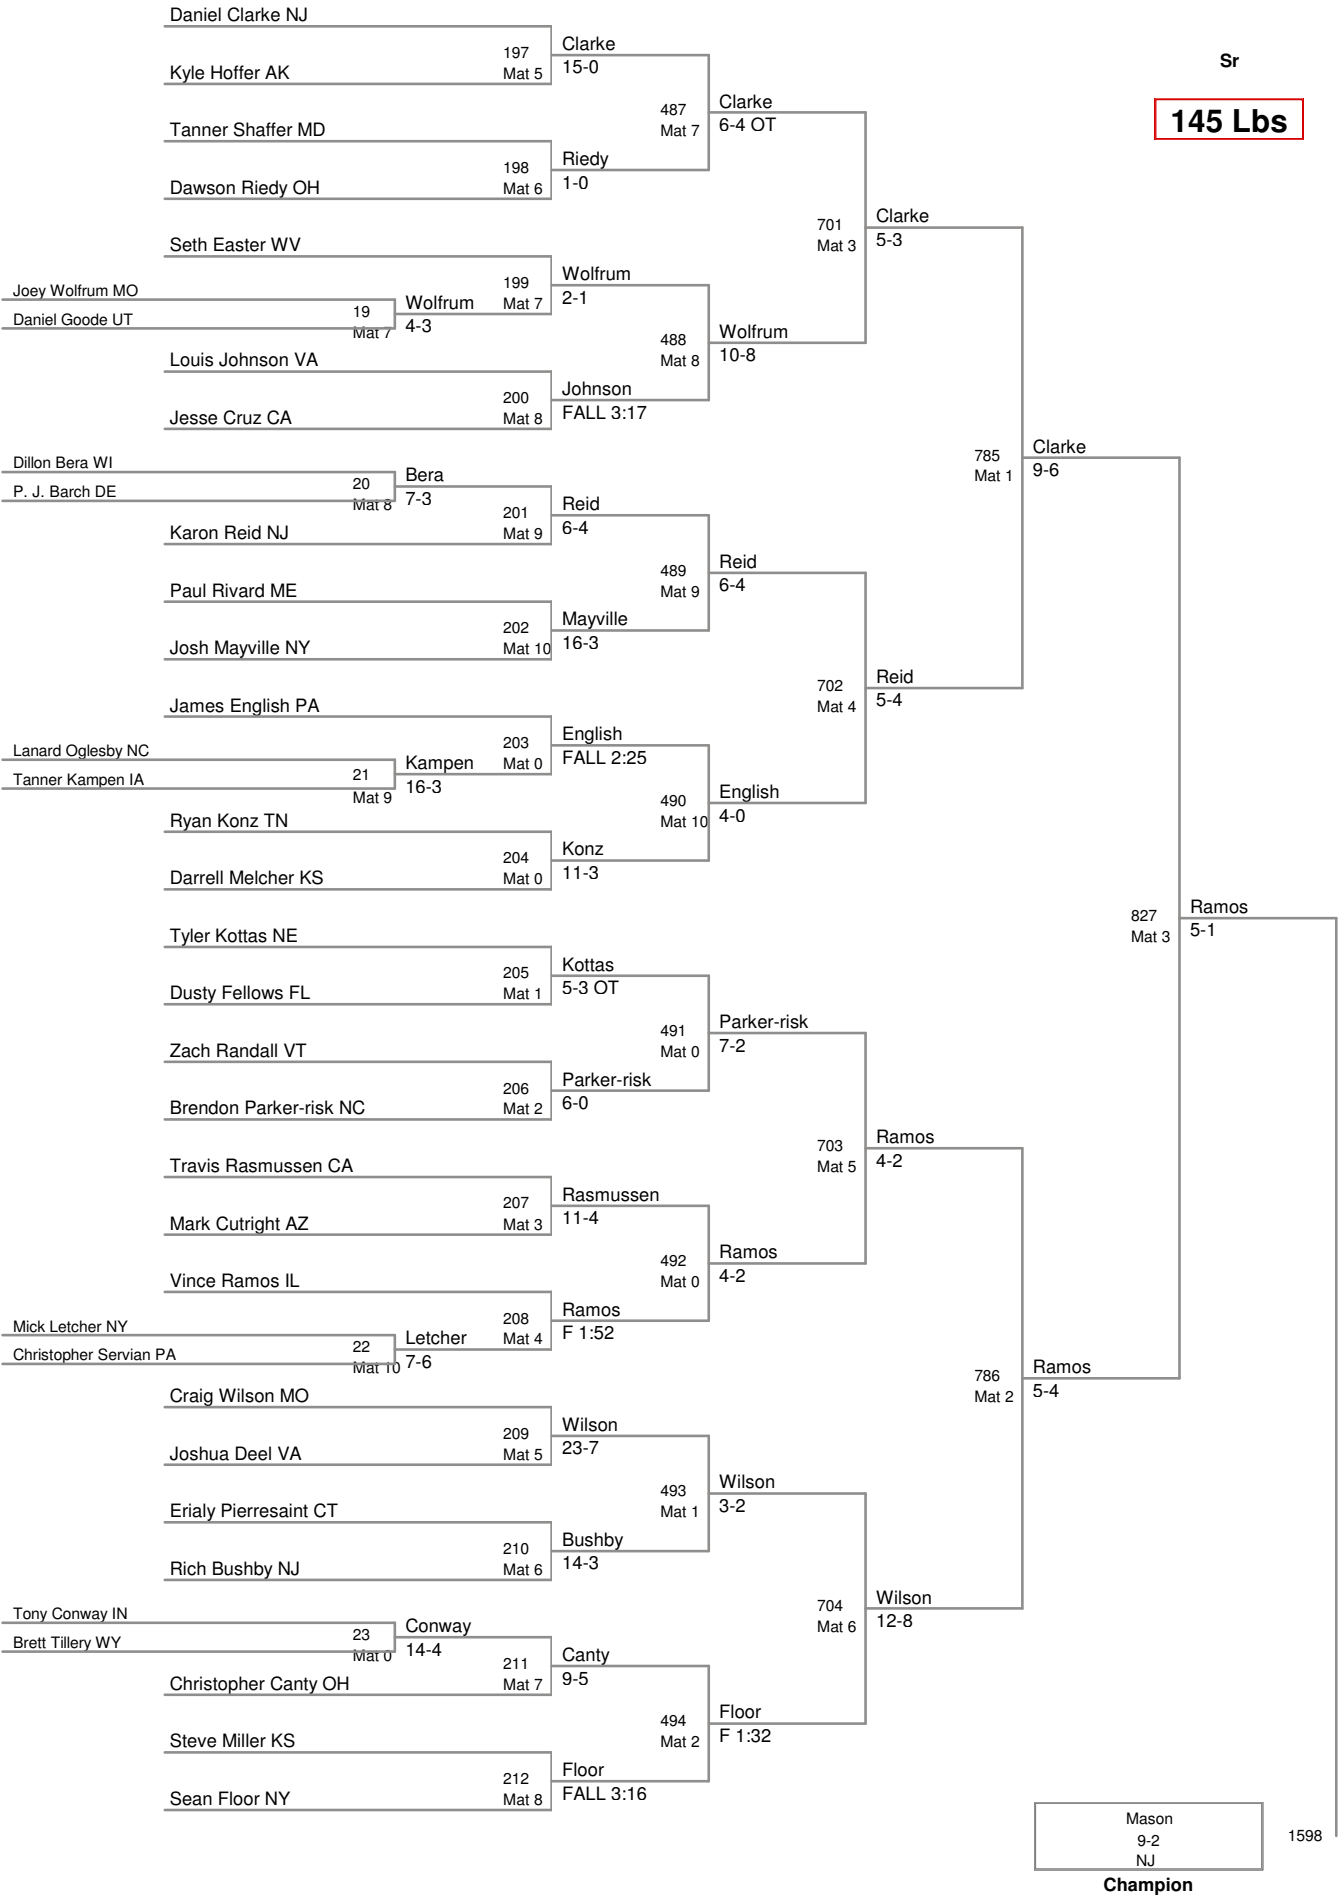 Daniel Clarke NJ
197
Mat 5
Clarke
15-0
Kyle Hoffer AK
Sr
145 Lbs
487
Mat 7
Clarke
6-4 OT
Tanner Shaffer MD
198
Mat 6
Riedy
1-0
Dawson Riedy OH
701
Mat 3
Clarke
5-3
Seth Easter WV
199
Mat 7
Wolfrum
2-1
Joey Wolfrum MO
19
Mat 7
Wolfrum
4-3
Daniel Goode UT
488
Mat 8
Wolfrum
10-8
Louis Johnson VA
200
Mat 8
Johnson
FALL 3:17
Jesse Cruz CA
785
Mat 1
Clarke
9-6
Dillon Bera WI
20
Mat 8
Bera
7-3
P. J. Barch DE
201
Mat 9
Reid
6-4
Karon Reid NJ
489
Mat 9
Reid
6-4
Paul Rivard ME
202
Mat 10
Mayville
16-3
Josh Mayville NY
702
Mat 4
Reid
5-4
James English PA
203
Mat 0
English
FALL 2:25
Lanard Oglesby NC
21
Mat 9
Kampen
16-3
Tanner Kampen IA
490
Mat 10
English
4-0
Ryan Konz TN
204
Mat 0
Konz
11-3
Darrell Melcher KS
827
Mat 3
Ramos
5-1
Tyler Kottas NE
205
Mat 1
Kottas
5-3 OT
Dusty Fellows FL
491
Mat 0
Parker-risk
7-2
Zach Randall VT
206
Mat 2
Parker-risk
6-0
Brendon Parker-risk NC
703
Mat 5
Ramos
4-2
Travis Rasmussen CA
207
Mat 3
Rasmussen
11-4
Mark Cutright AZ
492
Mat 0
Ramos
4-2
Vince Ramos IL
208
Mat 4
Ramos
F 1:52
Mick Letcher NY
22
Mat 10
Letcher
7-6
Christopher Servian PA
786
Mat 2
Ramos
5-4
Craig Wilson MO
209
Mat 5
Wilson
23-7
Joshua Deel VA
493
Mat 1
Wilson
3-2
Erialy Pierresaint CT
210
Mat 6
Bushby
14-3
Rich Bushby NJ
704
Mat 6
Wilson
12-8
Tony Conway IN
23
Mat 0
Conway
14-4
Brett Tillery WY
211
Mat 7
Canty
9-5
Christopher Canty OH
494
Mat 2
Floor
F 1:32
Steve Miller KS
212
Mat 8
Floor
FALL 3:16
Sean Floor NY
Mason
9-2
NJ
1598
Champion